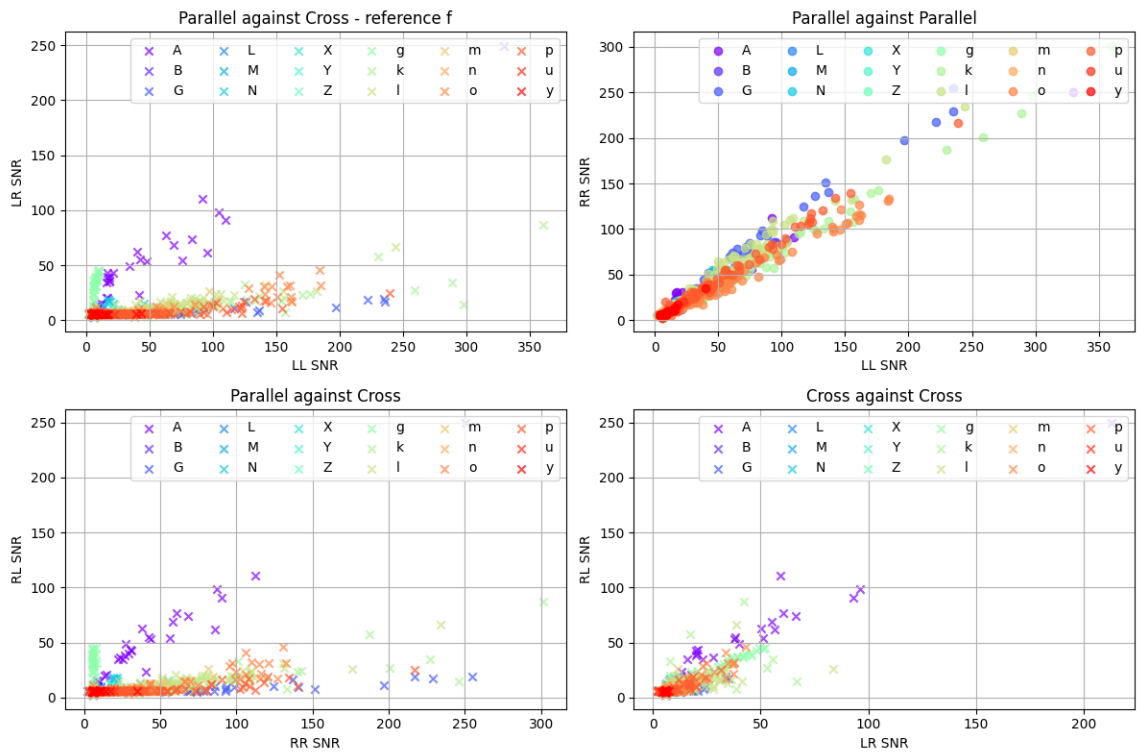 Parallel against Cross - reference f
A L X g m p
B M Y k n u
G N Z l o y
250
200
150
100
50
0
LR SNR
0 50 100 150 200 250 300 350
LL SNR
Parallel against Parallel
A L X g m p
B M Y k n u
G N Z l o y
300
250
200
150
100
50
0
RR SNR
0 50 100 150 200 250 300 350
LL SNR
Parallel against Cross
A L X g m p
B M Y k n u
G N Z l o y
250
200
150
100
50
0
RL SNR
0 50 100 150 200 250 300
RR SNR
Cross against Cross
A L X g m p
B M Y k n u
G N Z l o y
250
200
150
100
50
0
RL SNR
0 50 100 150 200
LR SNR